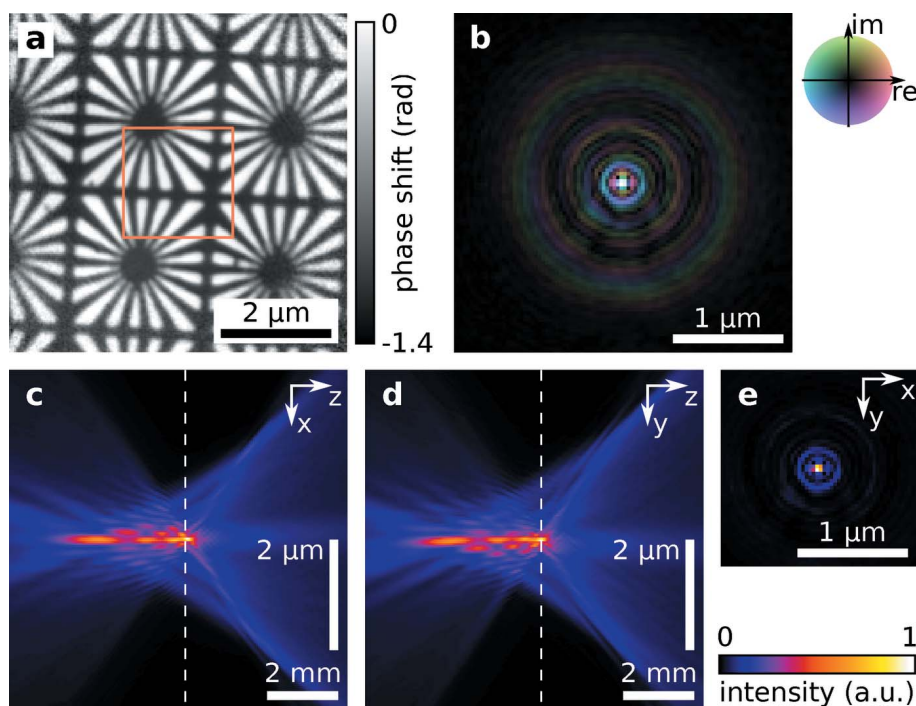 a
2 µm
0
phase shift (rad)
-1.4
b
1 µm
im
re
c
z
x
2 µm
2 mm
d
z
y
2 µm
2 mm
e
x
y
1 µm
0 1
intensity (a.u.)